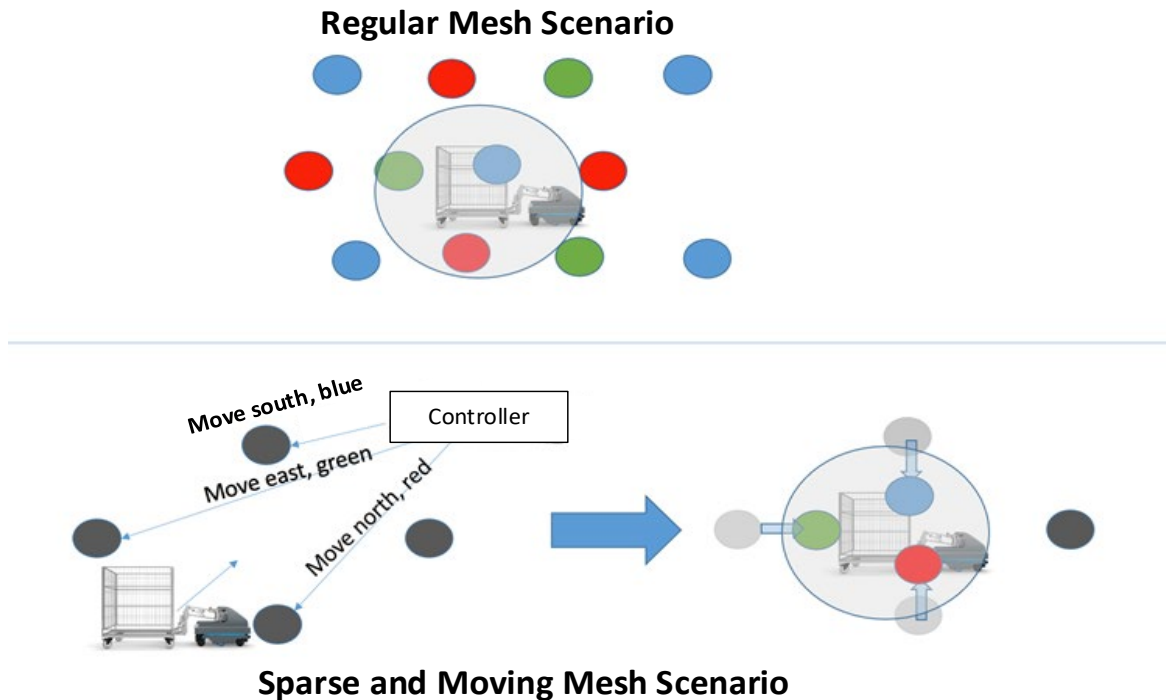 Regular Mesh Scenario
Move south, blue
Controller
Move east, green
Move north, red
Sparse and Moving Mesh Scenario